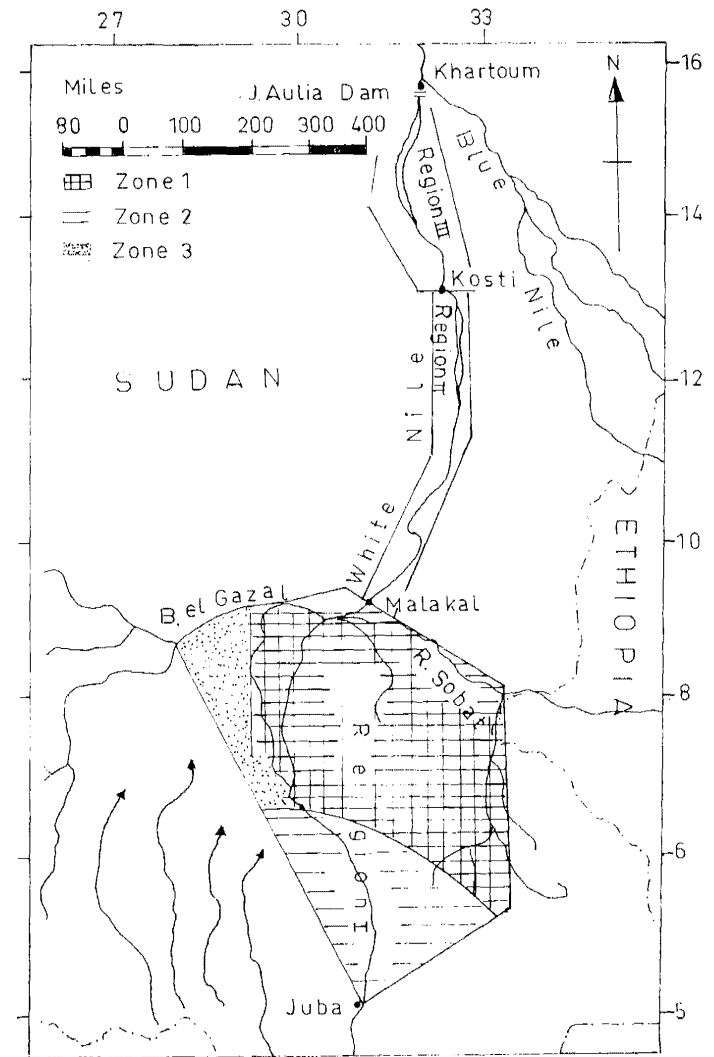 27 30 33
16
Khartoum
N
Miles
J.Aulia Dam
80 0 100 200 300 400
Zone 1
Zone 2
Zone 3
Blue Nile
Region III
14
Kosti
Region II
SUDAN
12
White Nile
ETHIOPIA
10
B. el Gazal
Malakal
R. Sobat
8
Region I
6
Juba
5